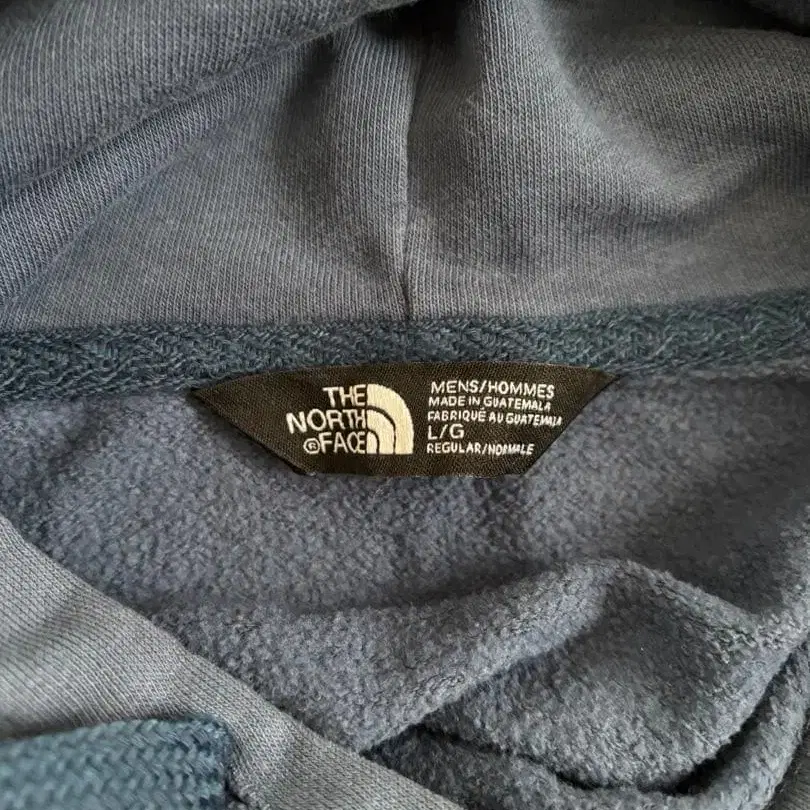 THE
NORTH
®FACE
MENS/HOMMES
MADE IN GUATEMALA
FABRIQUÉ AU GUATEMALA
L/G
REGULAR/NORMALE